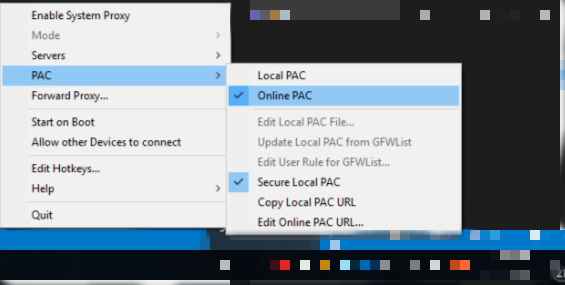 Enable System Proxy
Mode
Servers
PAC
Forward Proxy...
Start on Boot
Allow other Devices to connect
Edit Hotkeys...
Help
Quit
Local PAC
Online PAC
Edit Local PAC File...
Update Local PAC from GFWList
Edit User Rule for GFWList...
Secure Local PAC
Copy Local PAC URL
Edit Online PAC URL...